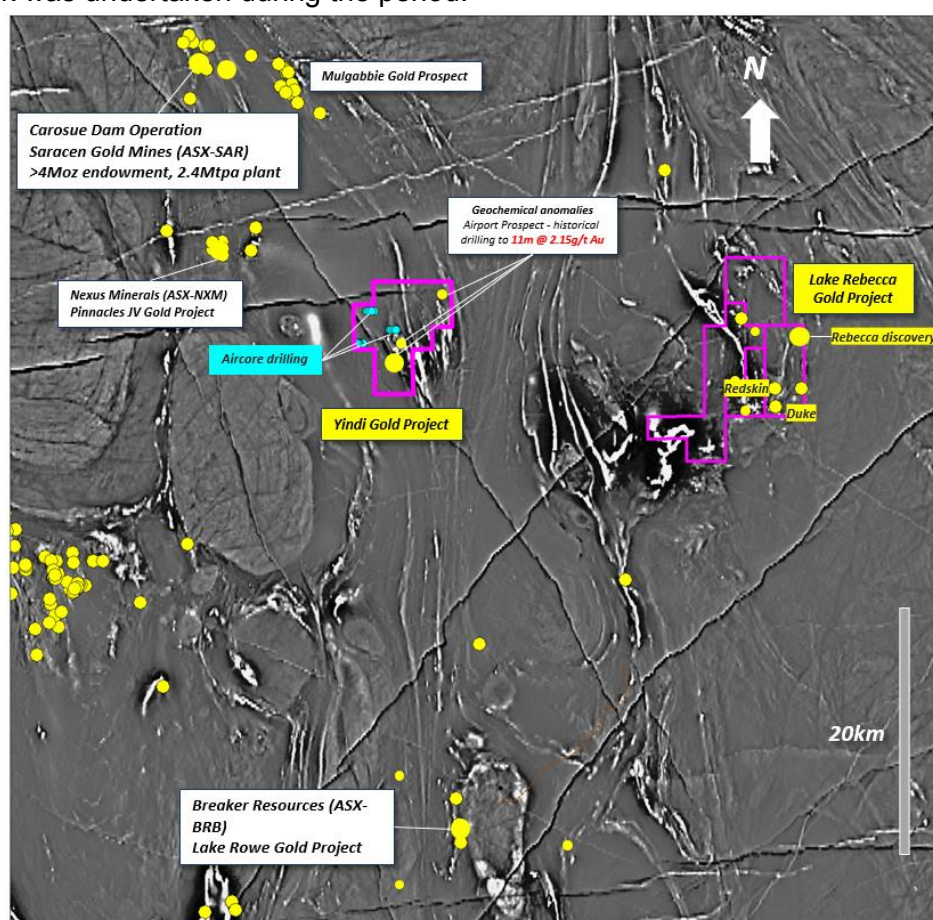 k was undertaken during the period.
Mulgabbie Gold Prospect
N
Carosue Dam Operation
Saracen Gold Mines (ASX-SAR)
>4Moz endowment, 2.4Mtpa plant
Geochemical anomalies
Airport Prospect - historical
drilling to 11m @ 2.15g/t Au
Lake Rebecca
Gold Project
Nexus Minerals (ASX-NXM)
Pinnacles JV Gold Project
Rebecca discovery
Aircore drilling
Redskin
Duke
Yindi Gold Project
20km
Breaker Resources (ASX-
BRB)
Lake Rowe Gold Project